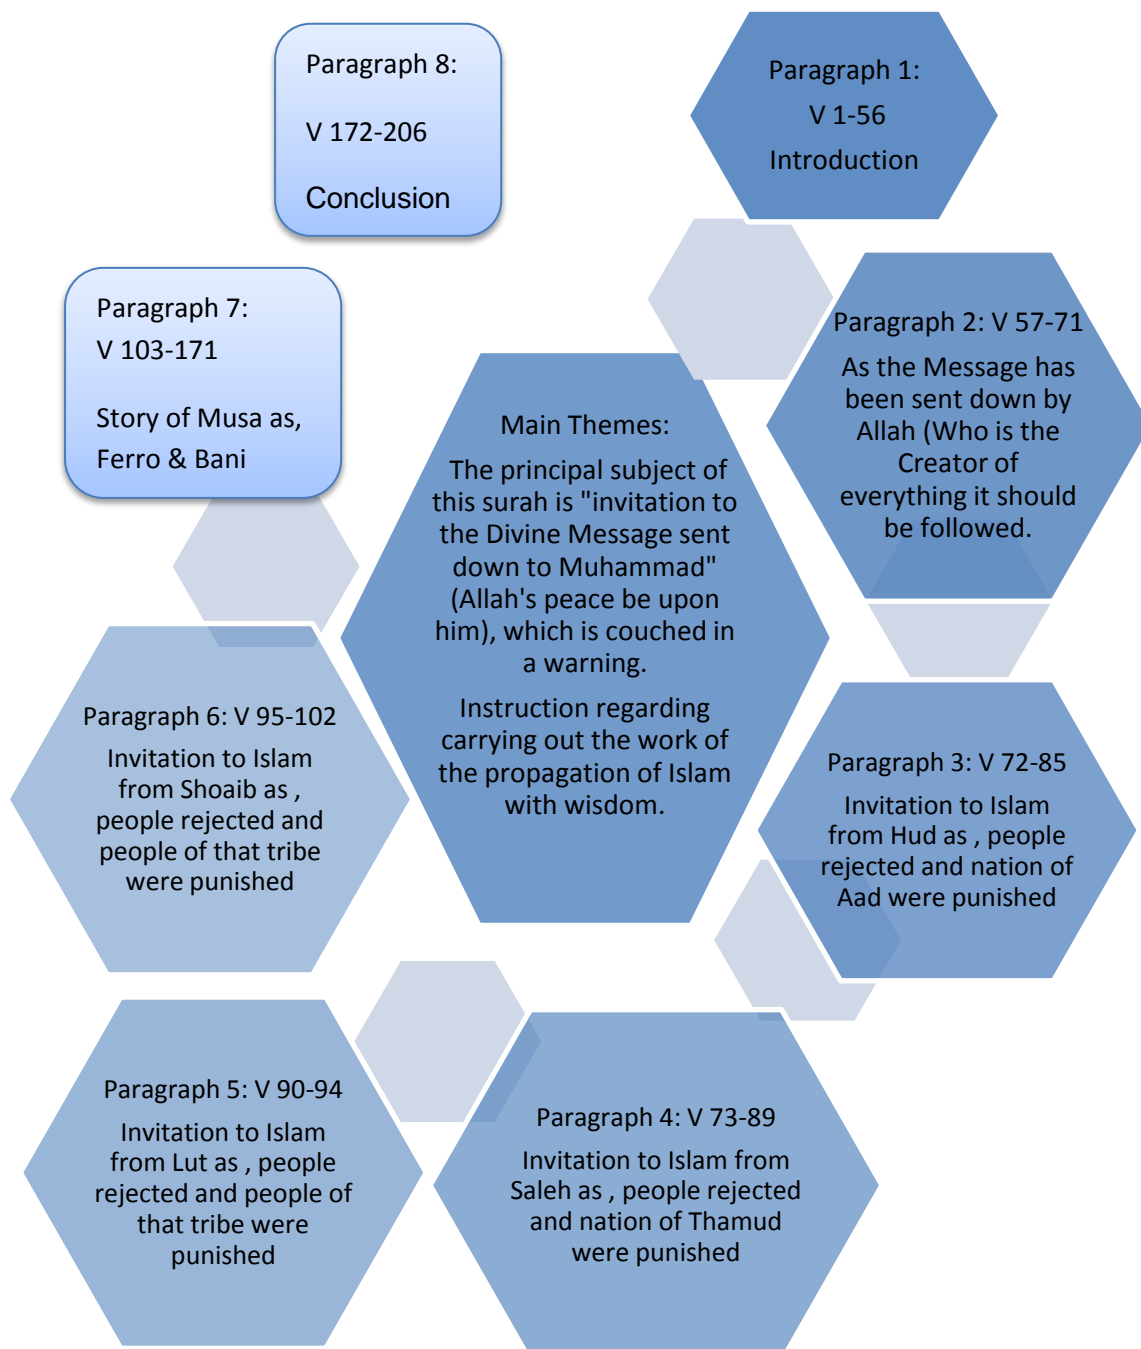 Paragraph 8:
V 172-206
Conclusion
Paragraph 1:
V 1-56
Introduction
Paragraph 7:
V 103-171
Story of Musa as,
Ferro & Bani
Paragraph 2: V 57-71
As the Message has
been sent down by
Allah (Who is the
Creator of
everything it should
be followed.
Main Themes:
The principal subject of
this surah is "invitation to
the Divine Message sent
down to Muhammad"
(Allah's peace be upon
him), which is couched in
a warning.
Instruction regarding
carrying out the work of
the propagation of Islam
with wisdom.
Paragraph 6: V 95-102
Invitation to Islam
from Shoaib as ,
people rejected and
people of that tribe
were punished
Paragraph 3: V 72-85
Invitation to Islam
from Hud as , people
rejected and nation of
Aad were punished
Paragraph 5: V 90-94
Invitation to Islam
from Lut as , people
rejected and people of
that tribe were
punished
Paragraph 4: V 73-89
Invitation to Islam from
Saleh as , people rejected
and nation of Thamud
were punished